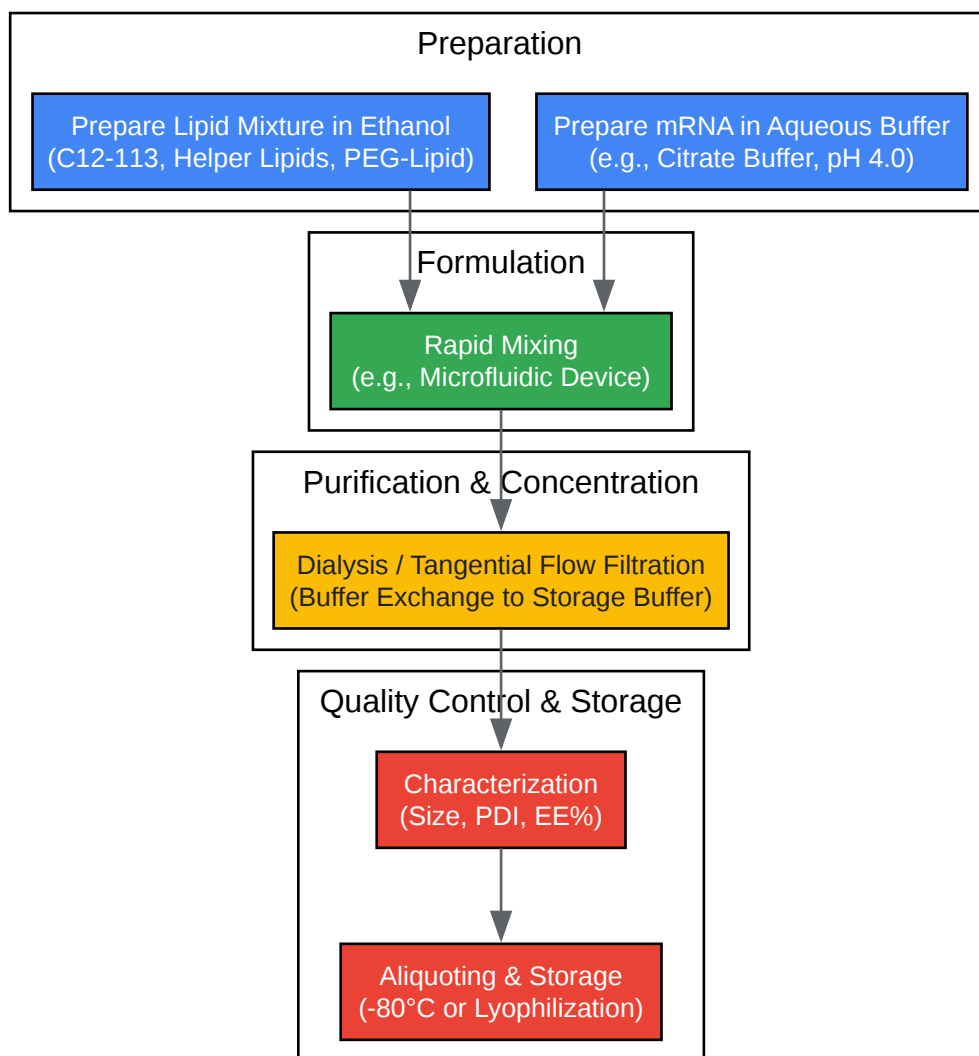 Preparation
Prepare Lipid Mixture in Ethanol
(C12-113, Helper Lipids, PEG-Lipid)
Prepare mRNA in Aqueous Buffer
(e.g., Citrate Buffer, pH 4.0)
Formulation
Rapid Mixing
(e.g., Microfluidic Device)
Purification & Concentration
Dialysis / Tangential Flow Filtration
(Buffer Exchange to Storage Buffer)
Quality Control & Storage
Characterization
(Size, PDI, EE%)
Aliquoting & Storage
(-80°C or Lyophilization)